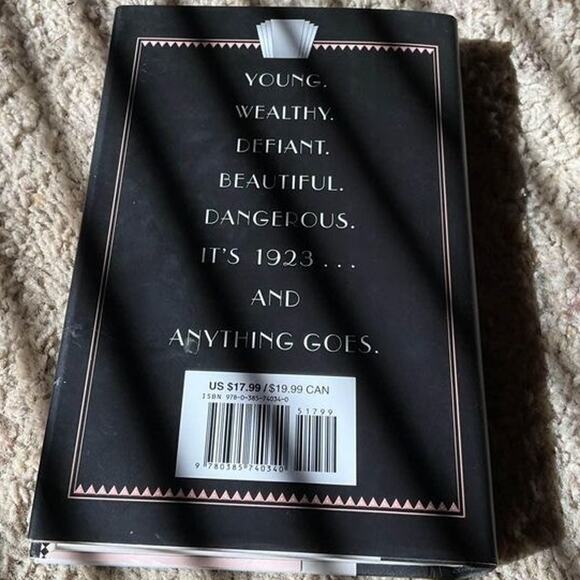 YOUNG.
WEALTHY.
DEFIANT.
BEAUTIFUL.
DANGEROUS.
IT'S 1923 . . .
AND
ANYTHING GOES.
US $17.99 / $19.99 CAN
ISBN 978-0-385-74034-0
51799
9 780385 740340